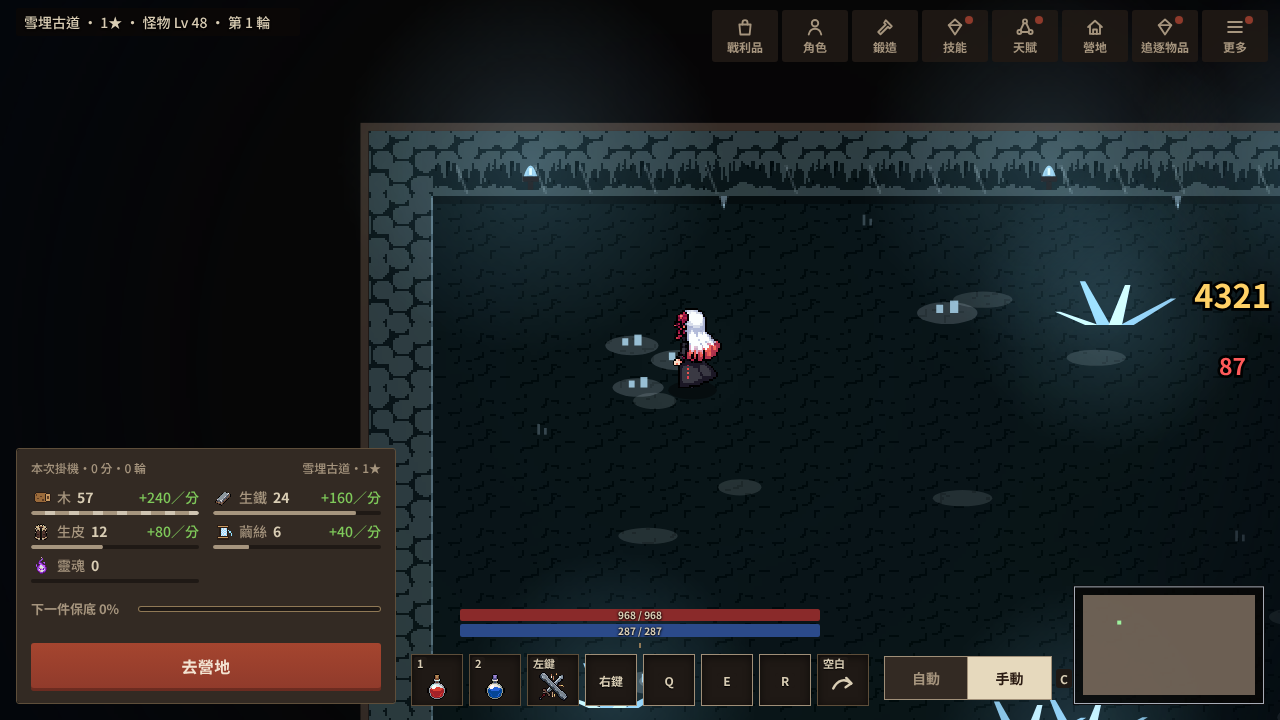 雪埋古道 · 1★ · 怪物 Lv 48 · 第 1 輪
戰利品
角色
鍛造
技能
天賦
營地
追逐物品
更多
4321
87
本次掛機·0 分·0 輪
雪埋古道·1★
木 57 +240／分
生鐵 24 +160／分
生皮 12 +80／分
繭絲 6 +40／分
靈魂 0
下一件保底 0%
去營地
968 / 968
287 / 287
1
2
左鍵
右鍵
Q
E
R
空白
自動
手動
C